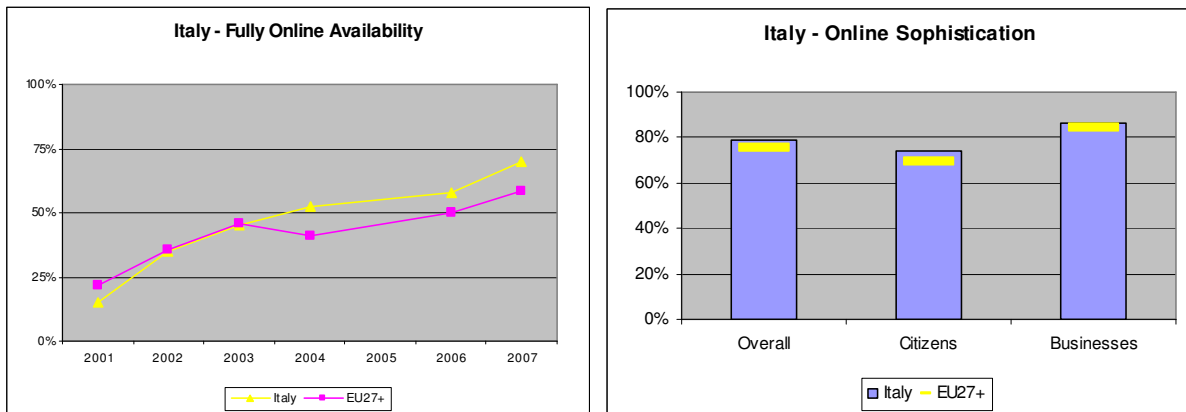 Italy - Fully Online Availability
100%
75%
50%
25%
0%
2001 2002 2003 2004 2005 2006 2007
Italy EU27+
Italy - Online Sophistication
100%
80%
60%
40%
20%
0%
Overall Citizens Businesses
Italy EU27+